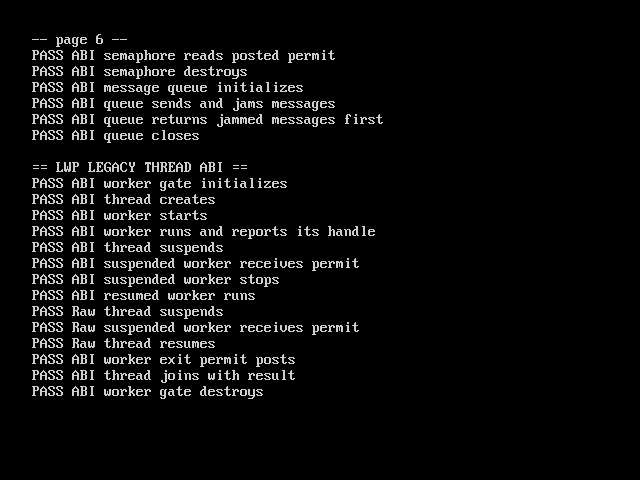 -- page 6 --
PASS ABI semaphore reads posted permit
PASS ABI semaphore destroys
PASS ABI message queue initializes
PASS ABI queue sends and jams messages
PASS ABI queue returns jammed messages first
PASS ABI queue closes
== LWP LEGACY THREAD ABI ==
PASS ABI worker gate initializes
PASS ABI thread creates
PASS ABI worker starts
PASS ABI worker runs and reports its handle
PASS ABI thread suspends
PASS ABI suspended worker receives permit
PASS ABI suspended worker stops
PASS ABI resumed worker runs
PASS Raw thread suspends
PASS Raw suspended worker receives permit
PASS Raw thread resumes
PASS ABI worker exit permit posts
PASS ABI thread joins with result
PASS ABI worker gate destroys